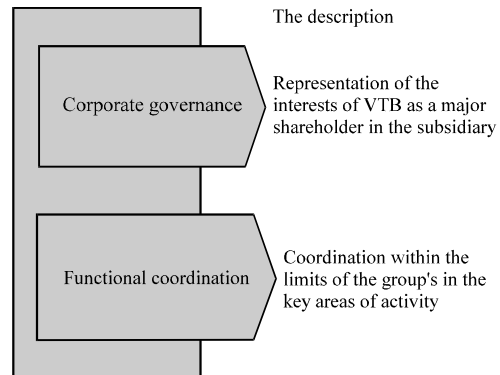 The description
Corporate governance
Representation of the
interests of VTB as a major
shareholder in the subsidiary
Functional coordination
Coordination within the
limits of the group's in the
key areas of activity